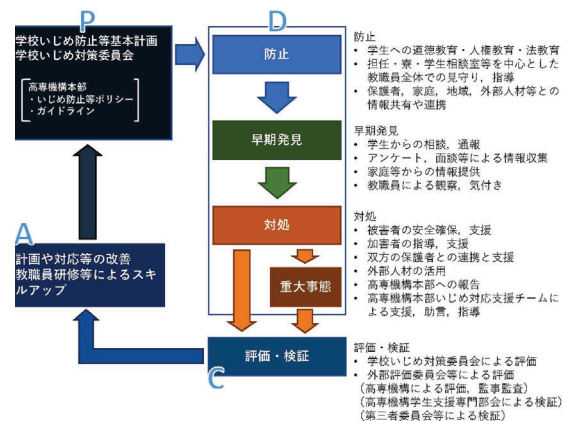 P
学校いじめ防止等基本計画
学校いじめ対策委員会
高専機構本部
・いじめ防止等ポリシー
・ガイドライン
D
防止
早期発見
対処
重大事態
評価・検証
C
A
計画や対応等の改善
教職員研修等によるスキ
ルアップ
防止
• 学生への道徳教育・人権教育・法教育
• 担任・寮・学生相談室等を中心とした
教職員全体での見守り，指導
• 保護者，家庭，地域，外部人材等との
情報共有や連携
早期発見
• 学生からの相談，通報
• アンケート，面談等による情報収集
• 家庭等からの情報提供
• 教職員による観察，気付き
対処
• 被害者の安全確保，支援
• 加害者の指導，支援
• 双方の保護者との連携と支援
• 外部人材の活用
• 高専機構本部への報告
• 高専機構本部いじめ対応支援チーム
による支援，助言，指導
評価・検証
• 学校いじめ対策委員会による評価
• 外部評価委員会等による評価
（高専機構による評価，監事監査）
（高専機構学生支援専門部会による検証）
（第三者委員会等による検証）